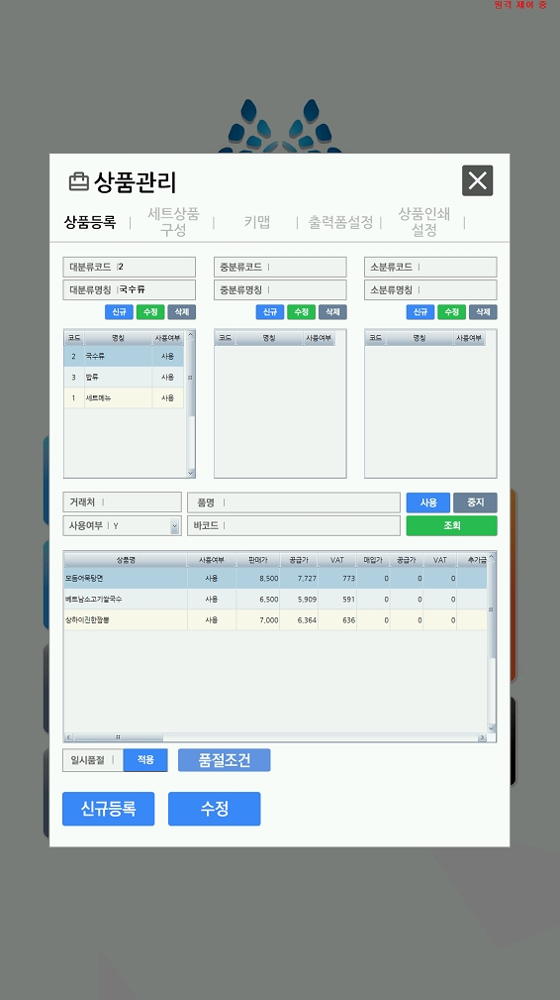 원격 제어 중
상품관리
상품등록 | 세트상품 구성 | 키맵 | 출력폼설정 | 상품인쇄 설정 |
대분류코드 2 중분류코드 소분류코드
대분류명칭 국수류 중분류명칭 소분류명칭
신규 수정 삭제 신규 수정 삭제 신규 수정 삭제
코드 명칭 사용여부 코드 명칭 사용여부 코드 명칭 사용여부
2 국수류 사용
3 밥류 사용
1 세트메뉴 사용
거래처 품명 사용 중지
사용여부 Y 바코드 조회
상품명 사용여부 판매가 공급가 VAT 매입가 공급가 VAT 추가금
모듬어묵탕면 사용 8,500 7,727 773 0 0 0
베트남소고기쌀국수 사용 6,500 5,909 591 0 0 0
상하이진한짬뽕 사용 7,000 6,364 636 0 0 0
일시품절 적용 품절조건
신규등록 수정